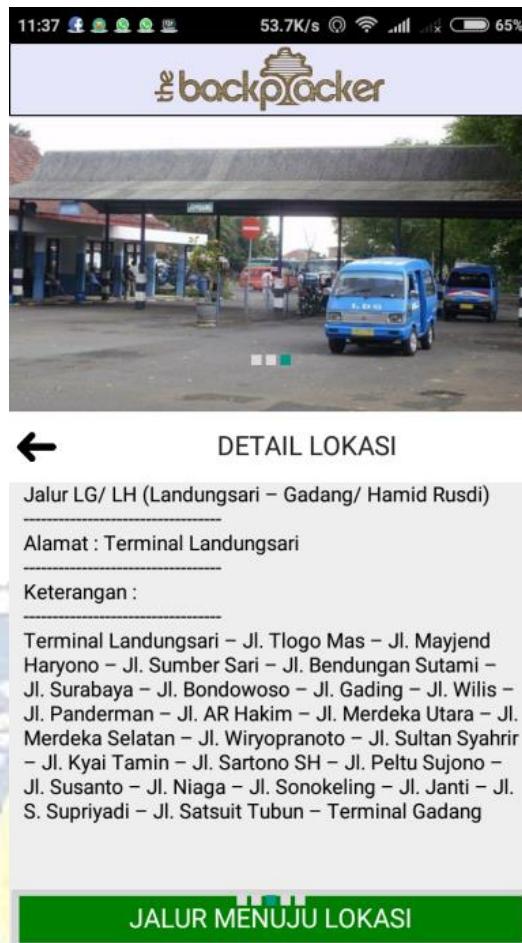 11:37
53.7K/s
65%
the backpacker
LDG
DETAIL LOKASI
Jalur LG/ LH (Landungsari – Gadang/ Hamid Rusdi)
----------------------------------
Alamat : Terminal Landungsari
----------------------------------
Keterangan :
----------------------------------
Terminal Landungsari – Jl. Tlogo Mas – Jl. Mayjend
Haryono – Jl. Sumber Sari – Jl. Bendungan Sutami –
Jl. Surabaya – Jl. Bondowoso – Jl. Gading – Jl. Wilis –
Jl. Panderman – Jl. AR Hakim – Jl. Merdeka Utara – Jl.
Merdeka Selatan – Jl. Wiryopranoto – Jl. Sultan Syahrir
– Jl. Kyai Tamin – Jl. Sartono SH – Jl. Peltu Sujono –
Jl. Susanto – Jl. Niaga – Jl. Sonokeling – Jl. Janti – Jl.
S. Supriyadi – Jl. Satsuit Tubun – Terminal Gadang
JALUR MENUJU LOKASI